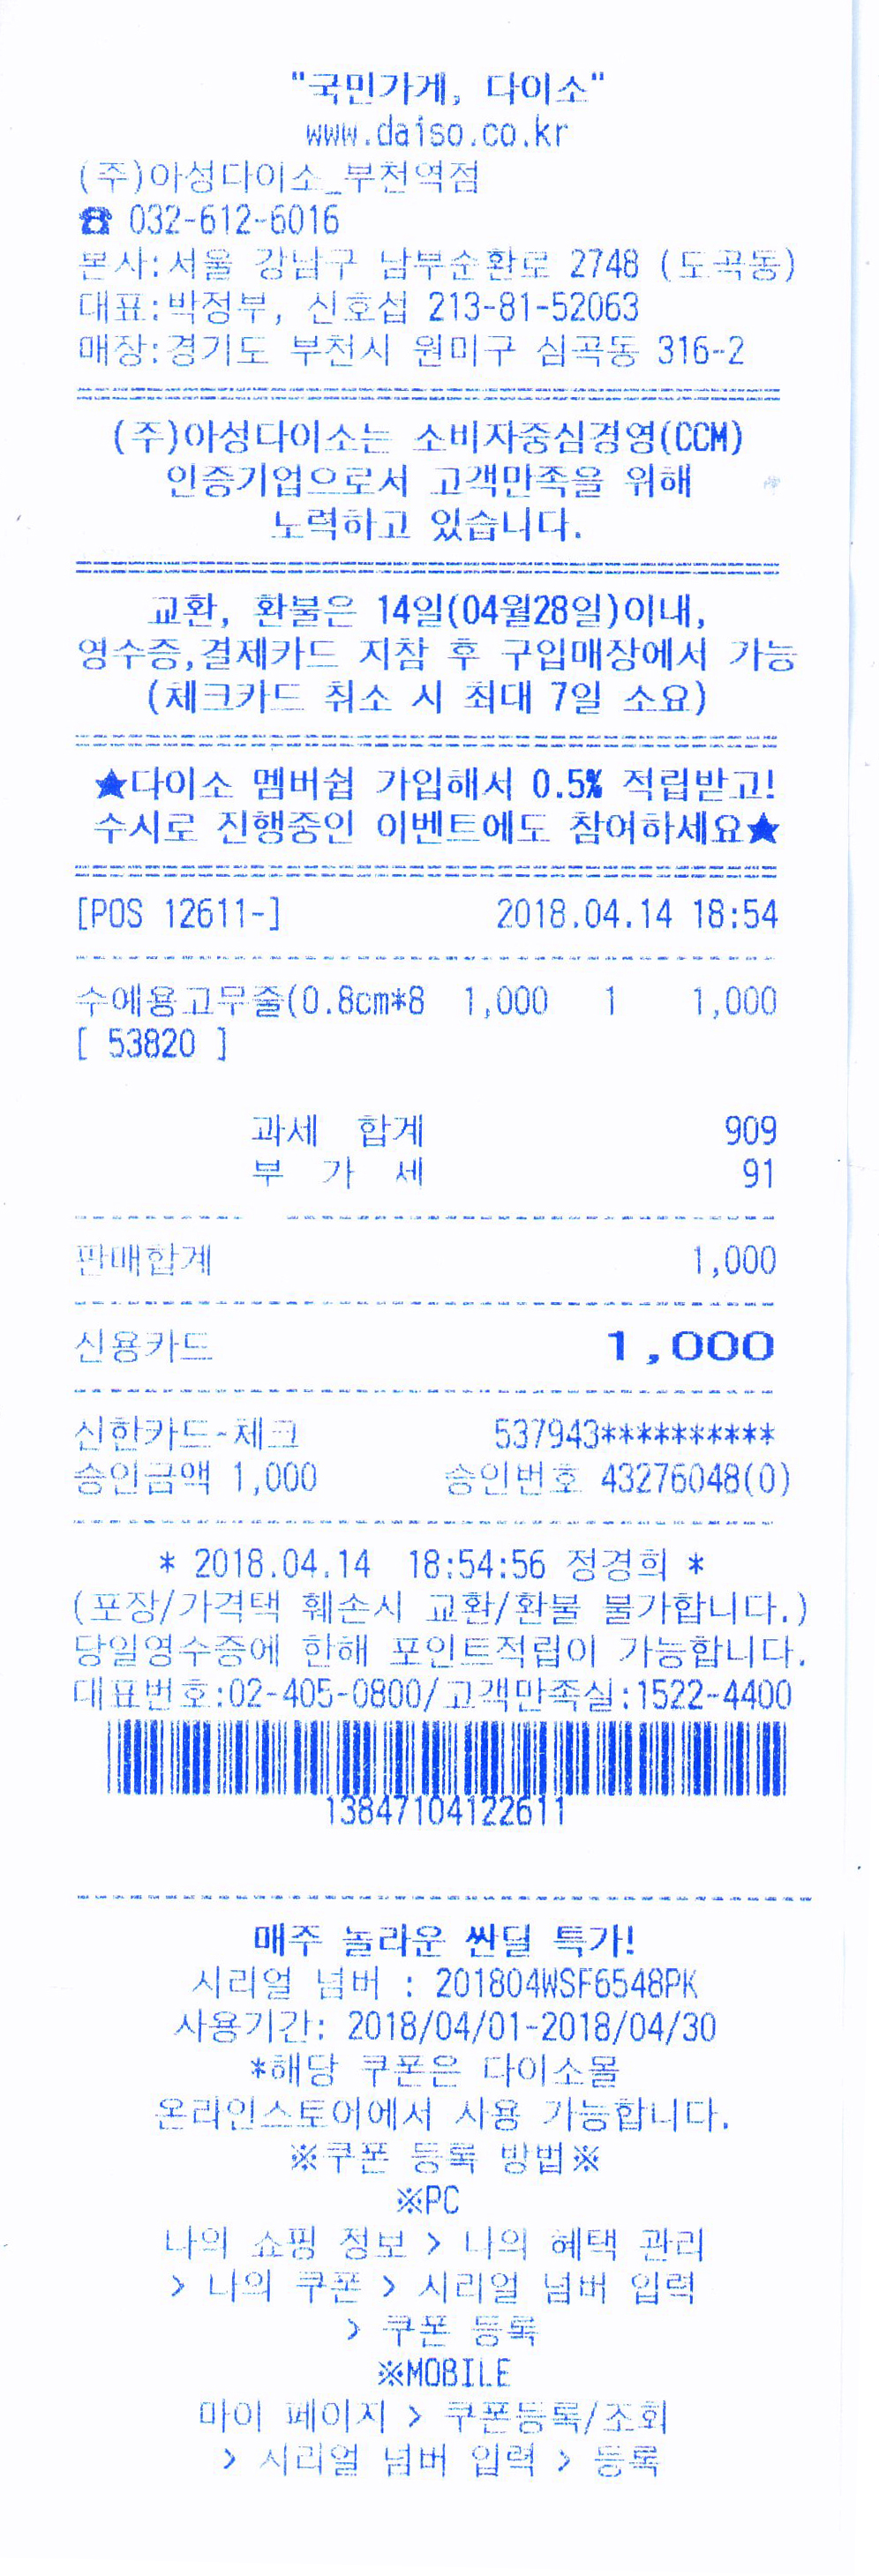 "국민가게, 다이소"
www.daiso.co.kr
(주)아성다이소_부천역점
☎ 032-612-6016
본사:서울 강남구 남부순환로 2748 (도곡동)
대표:박정부, 신호섭 213-81-52063
매장:경기도 부천시 원미구 심곡동 316-2
(주)아성다이소는 소비자중심경영(CCM)
인증기업으로서 고객만족을 위해
노력하고 있습니다.
교환, 환불은 14일(04월28일)이내,
영수증,결제카드 지참 후 구입매장에서 가능
(체크카드 취소 시 최대 7일 소요)
★다이소 멤버쉽 가입해서 0.5% 적립받고!
수시로 진행중인 이벤트에도 참여하세요★
[POS 12611-] 2018.04.14 18:54
수예용고무줄(0.8cm*8 1,000 1 1,000
[ 53820 ]
과세 합계 909
부 가 세 91
판매합계 1,000
신용카드 1,000
신한카드-체크 537943**********
승인금액 1,000 승인번호 43276048(0)
* 2018.04.14 18:54:56 정경희 *
(포장/가격택 훼손시 교환/환불 불가합니다.)
당일영수증에 한해 포인트적립이 가능합니다.
대표번호:02-405-0800/고객만족실:1522-4400
13847104122611
매주 놀라운 싼딜 특가!
시리얼 넘버 : 201804WSF6548PK
사용기간: 2018/04/01-2018/04/30
*해당 쿠폰은 다이소몰
온라인스토어에서 사용 가능합니다.
※쿠폰 등록 방법※
※PC
나의 쇼핑 정보 > 나의 혜택 관리
> 나의 쿠폰 > 시리얼 넘버 입력
> 쿠폰 등록
※MOBILE
마이 페이지 > 쿠폰등록/조회
> 시리얼 넘버 입력 > 등록